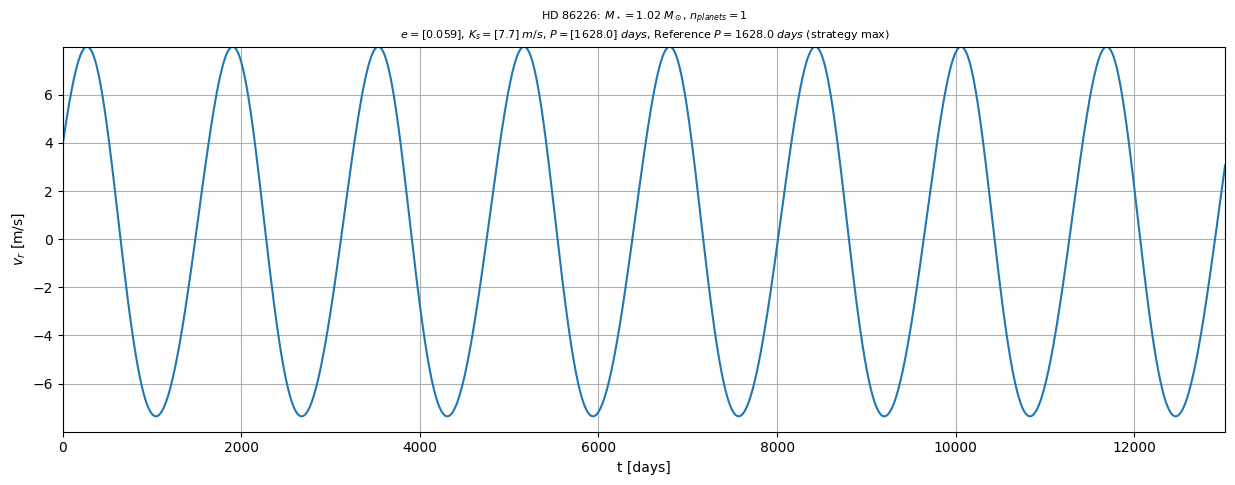 HD 86226: $M_\star = 1.02\ M_\odot$, $n_{planets} = 1$
$e = [0.059]$, $K_s = [7.7]\ m/s$, $P = [1628.0]\ days$, Reference $P = 1628.0\ days$ (strategy max)
6
4
2
0
−2
−4
−6
$v_r$ [m/s]
0 2000 4000 6000 8000 10000 12000
t [days]